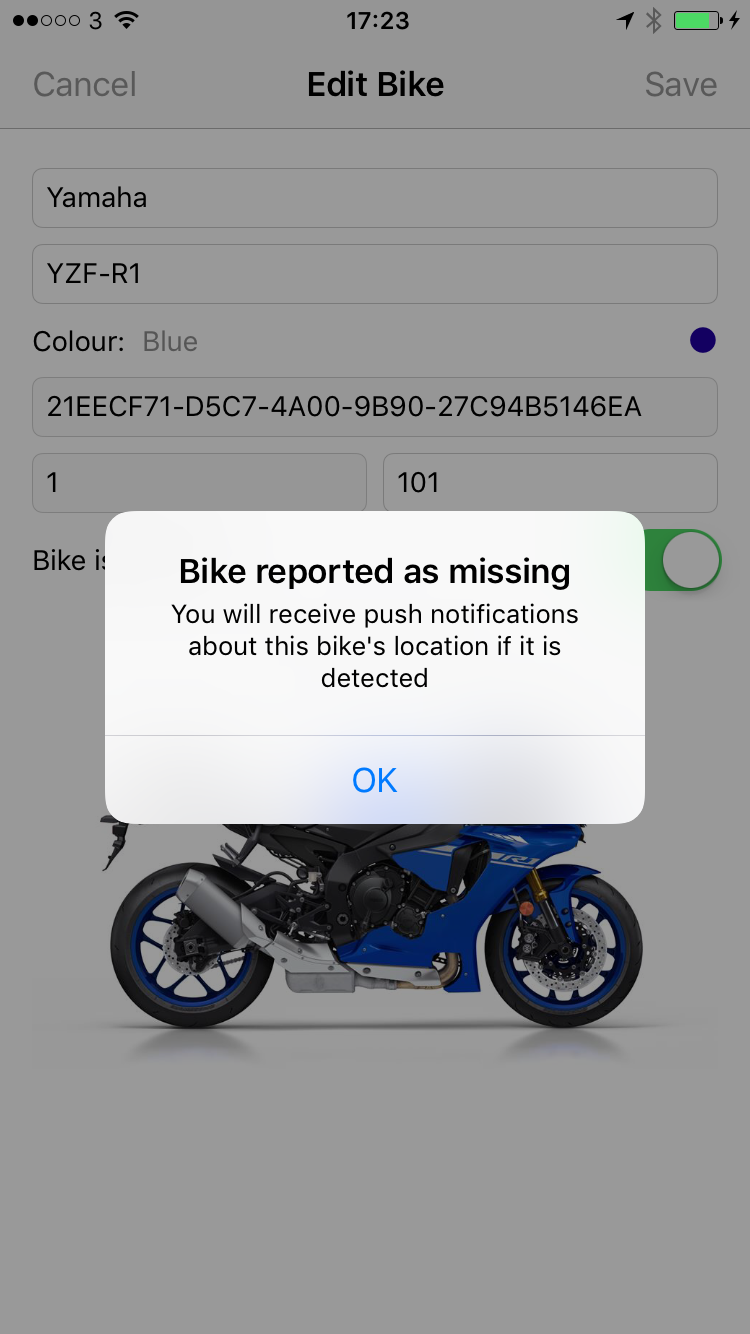 3 17:23
Cancel Edit Bike Save
Yamaha
YZF-R1
Colour: Blue
21EECF71-D5C7-4A00-9B90-27C94B5146EA
1 101
Bike
Bike reported as missing
You will receive push notifications
about this bike's location if it is
detected
OK
R1